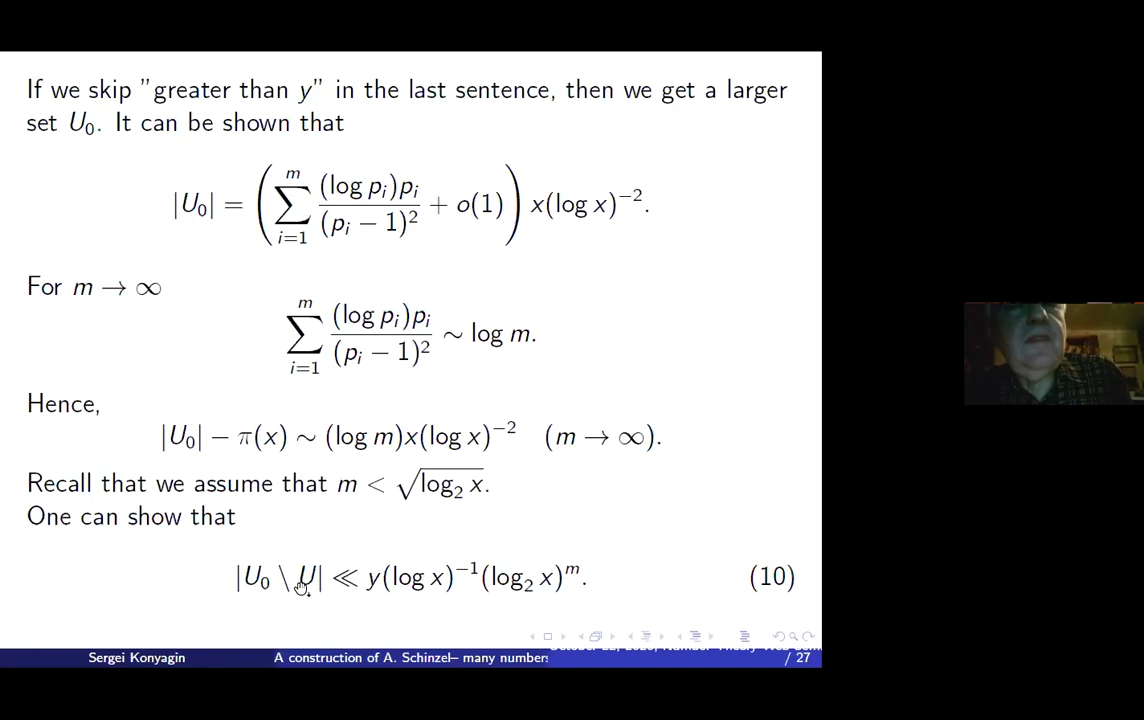 If we skip "greater than y" in the last sentence, then we get a larger
set U₀. It can be shown that
|U₀| = ( ∑_{i=1}^{m} (log p_i)p_i / (p_i − 1)² + o(1) ) x(log x)⁻².
For m → ∞
∑_{i=1}^{m} (log p_i)p_i / (p_i − 1)² ∼ log m.
Hence,
|U₀| − π(x) ∼ (log m)x(log x)⁻² (m → ∞).
Recall that we assume that m < √(log₂ x).
One can show that
|U₀ \ U| ≪ y(log x)⁻¹(log₂ x)ᵐ. (10)
Sergei Konyagin
A construction of A. Schinzel– many numbers
/ 27